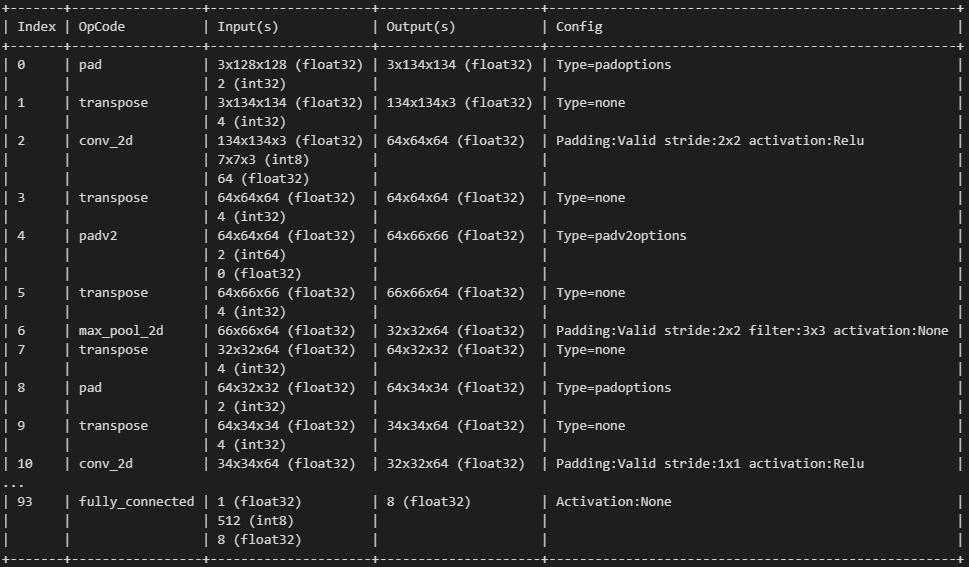 +-------+-----------------+---------------------+---------------------+------------------------------------------------------+
| Index | OpCode          | Input(s)            | Output(s)           | Config                                               |
+-------+-----------------+---------------------+---------------------+------------------------------------------------------+
| 0     | pad             | 3x128x128 (float32) | 3x134x134 (float32) | Type=padoptions                                      |
|       |                 | 2 (int32)           |                     |                                                      |
| 1     | transpose       | 3x134x134 (float32) | 134x134x3 (float32) | Type=none                                            |
|       |                 | 4 (int32)           |                     |                                                      |
| 2     | conv_2d         | 134x134x3 (float32) | 64x64x64 (float32)  | Padding:Valid stride:2x2 activation:Relu             |
|       |                 | 7x7x3 (int8)        |                     |                                                      |
|       |                 | 64 (float32)        |                     |                                                      |
| 3     | transpose       | 64x64x64 (float32)  | 64x64x64 (float32)  | Type=none                                            |
|       |                 | 4 (int32)           |                     |                                                      |
| 4     | padv2           | 64x64x64 (float32)  | 64x66x66 (float32)  | Type=padv2options                                    |
|       |                 | 2 (int64)           |                     |                                                      |
|       |                 | 0 (float32)         |                     |                                                      |
| 5     | transpose       | 64x66x66 (float32)  | 66x66x64 (float32)  | Type=none                                            |
|       |                 | 4 (int32)           |                     |                                                      |
| 6     | max_pool_2d     | 66x66x64 (float32)  | 32x32x64 (float32)  | Padding:Valid stride:2x2 filter:3x3 activation:None |
| 7     | transpose       | 32x32x64 (float32)  | 64x32x32 (float32)  | Type=none                                            |
|       |                 | 4 (int32)           |                     |                                                      |
| 8     | pad             | 64x32x32 (float32)  | 64x34x34 (float32)  | Type=padoptions                                      |
|       |                 | 2 (int32)           |                     |                                                      |
| 9     | transpose       | 64x34x34 (float32)  | 34x34x64 (float32)  | Type=none                                            |
|       |                 | 4 (int32)           |                     |                                                      |
| 10    | conv_2d         | 34x34x64 (float32)  | 32x32x64 (float32)  | Padding:Valid stride:1x1 activation:Relu             |
...
| 93    | fully_connected | 1 (float32)         | 8 (float32)         | Activation:None                                      |
|       |                 | 512 (int8)          |                     |                                                      |
|       |                 | 8 (float32)         |                     |                                                      |
+-------+-----------------+---------------------+---------------------+------------------------------------------------------+